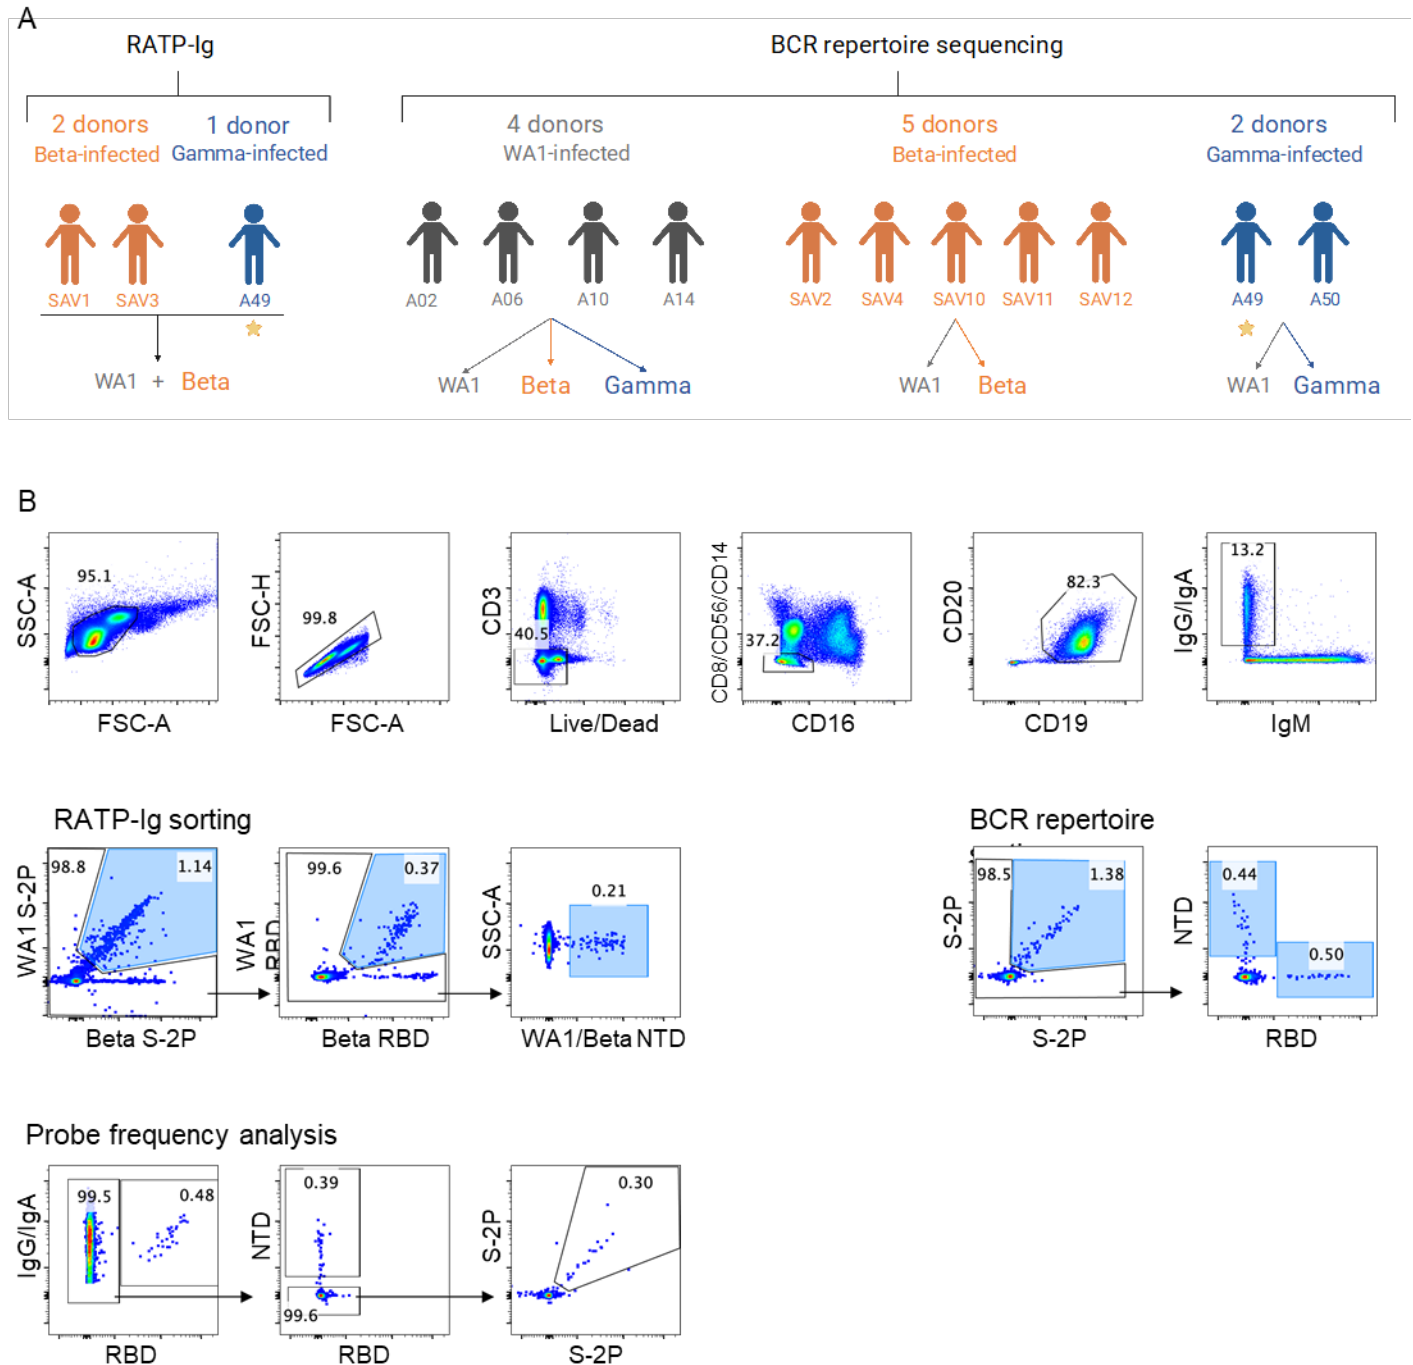 A
RATP-Ig
BCR repertoire sequencing
2 donors
1 donor
4 donors
5 donors
2 donors
Beta-infected
Gamma-infected
WA1-infected
Beta-infected
Gamma-infected
SAV1
SAV3
A49
A02
A06
A10
A14
SAV2
SAV4
SAV10
SAV11
SAV12
A49
A50
WA1 + Beta
WA1
Beta
Gamma
WA1
Beta
WA1
Gamma
B
SSC-A
95.1
FSC-A
FSC-H
99.8
FSC-A
CD3
40.5
Live/Dead
CD8/CD56/CD14
37.2
CD16
CD20
82.3
CD19
IgG/IgA
13.2
IgM
RATP-Ig sorting
WA1 S-2P
98.8
1.14
Beta S-2P
WA1
RBD
99.6
0.37
Beta RBD
SSC-A
0.21
WA1/Beta NTD
BCR repertoire
S-2P
98.5
1.38
S-2P
NTD
0.44
0.50
RBD
Probe frequency analysis
IgG/IgA
99.5
0.48
RBD
NTD
0.39
99.6
RBD
S-2P
0.30
S-2P